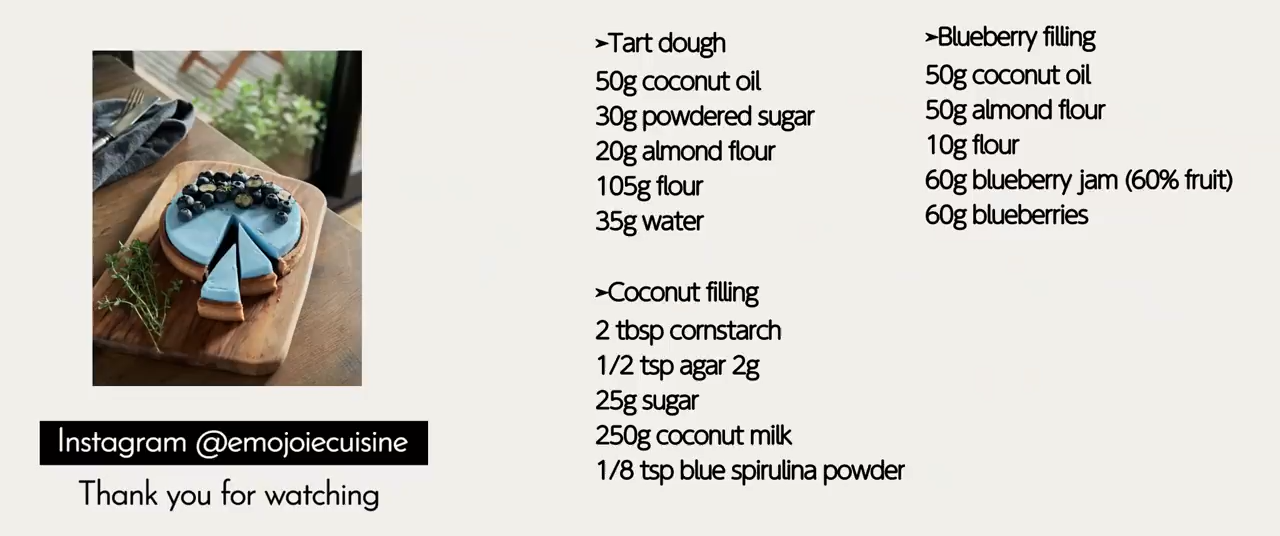 ➣Tart dough
50g coconut oil
30g powdered sugar
20g almond flour
105g flour
35g water
➣Coconut filling
2 tbsp cornstarch
1/2 tsp agar 2g
25g sugar
250g coconut milk
1/8 tsp blue spirulina powder
➣Blueberry filling
50g coconut oil
50g almond flour
10g flour
60g blueberry jam (60% fruit)
60g blueberries
Instagram @emojoiecuisine
Thank you for watching